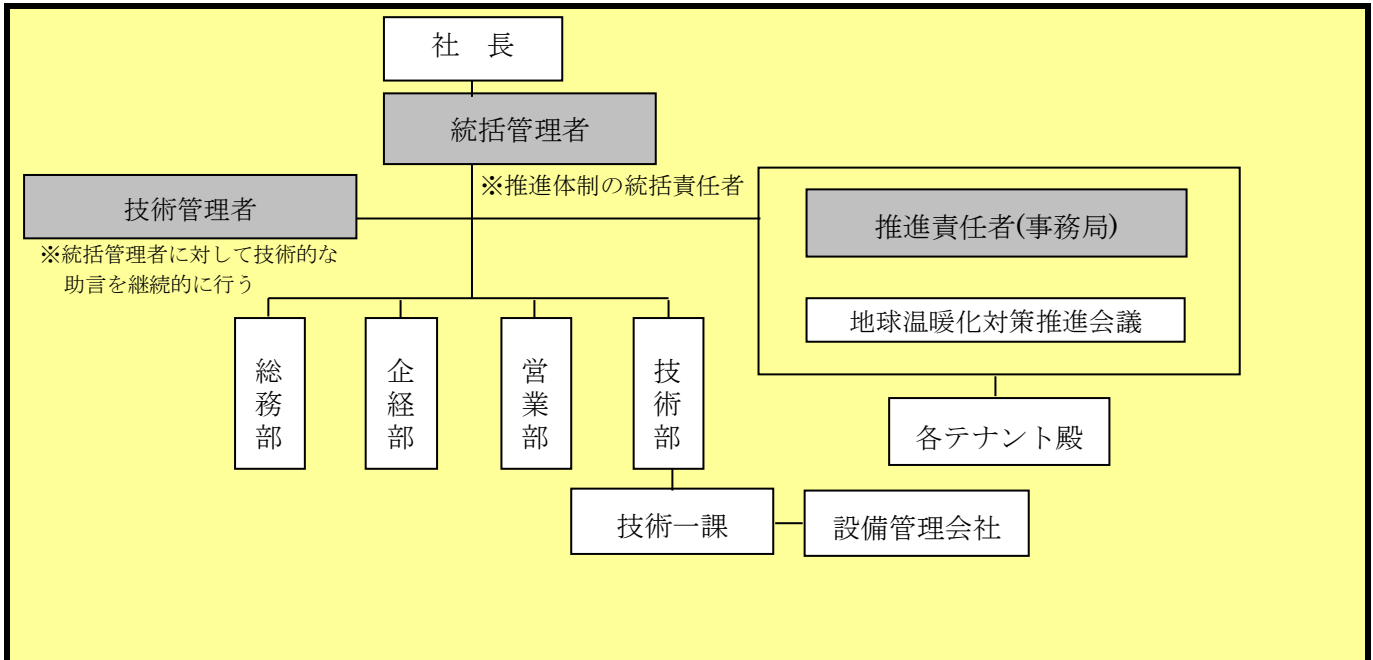 社　長
統括管理者
※推進体制の統括責任者
技術管理者
※統括管理者に対して技術的な
助言を継続的に行う
推進責任者(事務局)
地球温暖化対策推進会議
総務部
企経部
営業部
技術部
各テナント殿
技術一課
設備管理会社